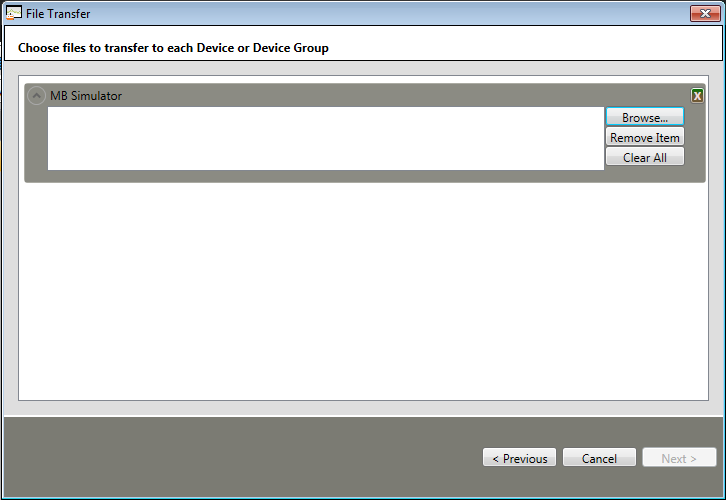 File Transfer
Choose files to transfer to each Device or Device Group
MB Simulator
X
Browse...
Remove Item
Clear All
< Previous
Cancel
Next >